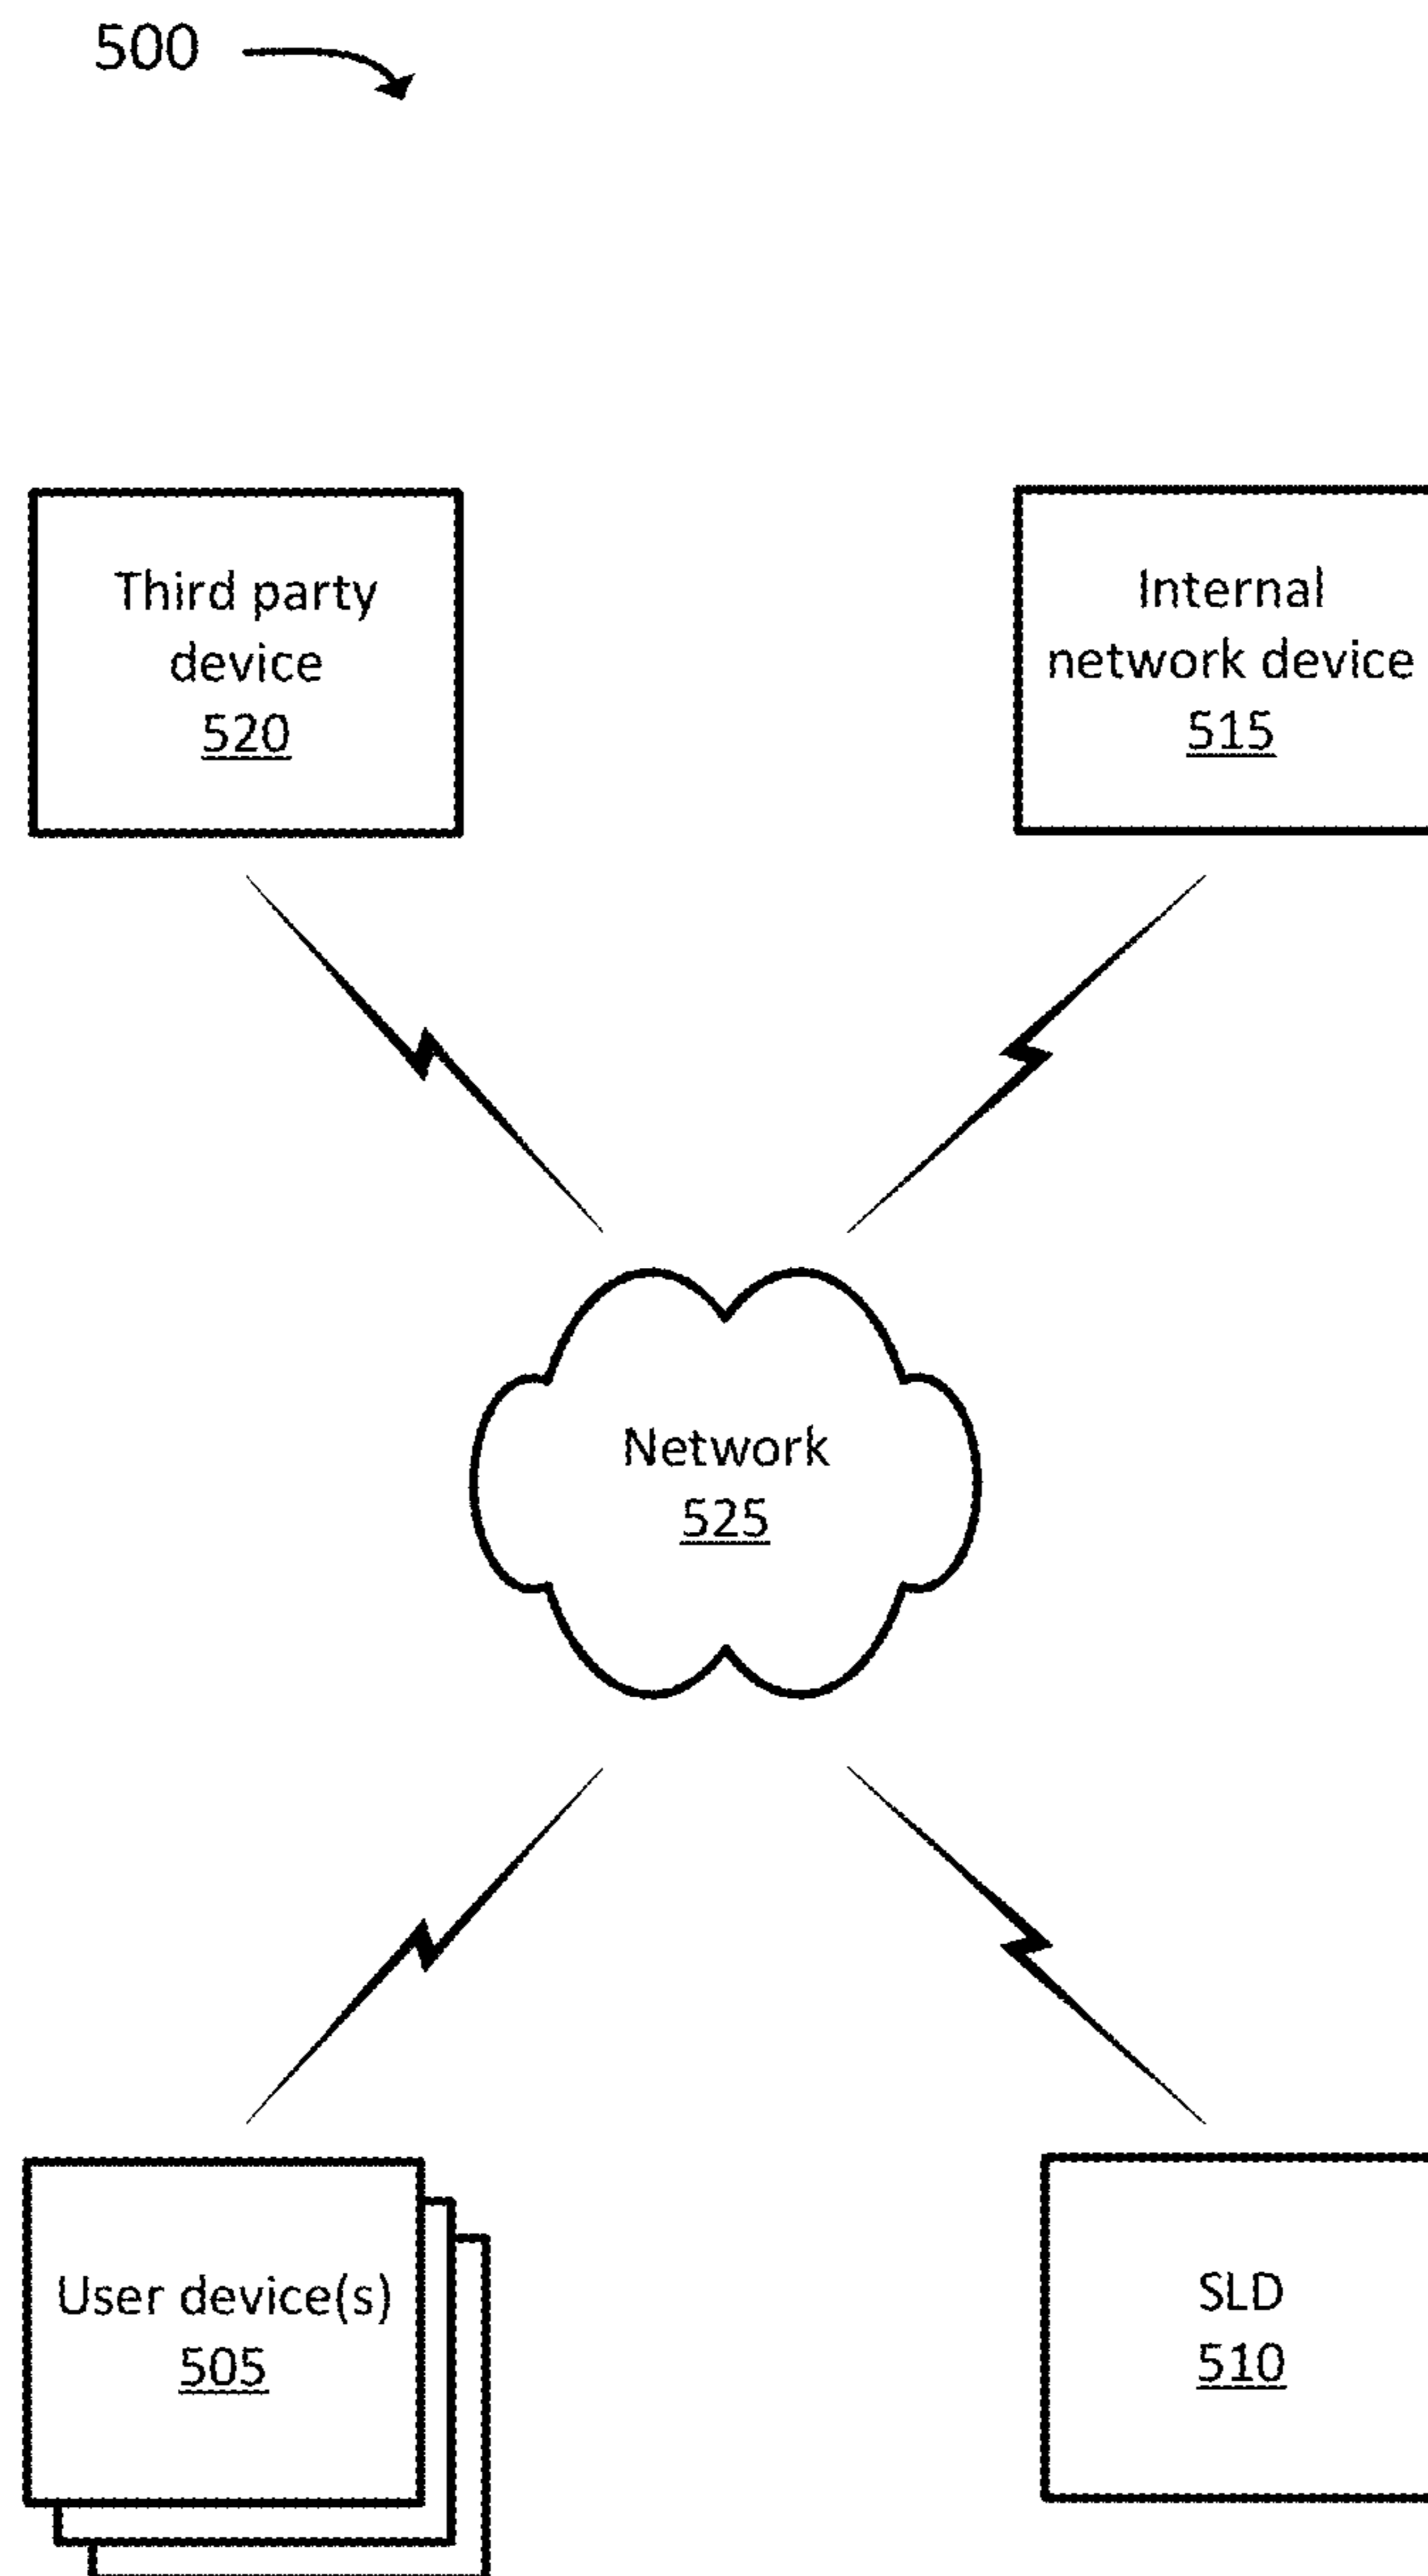 500
Third party
device
520
Internal
network device
515
Network
525
User device(s)
505
SLD
510